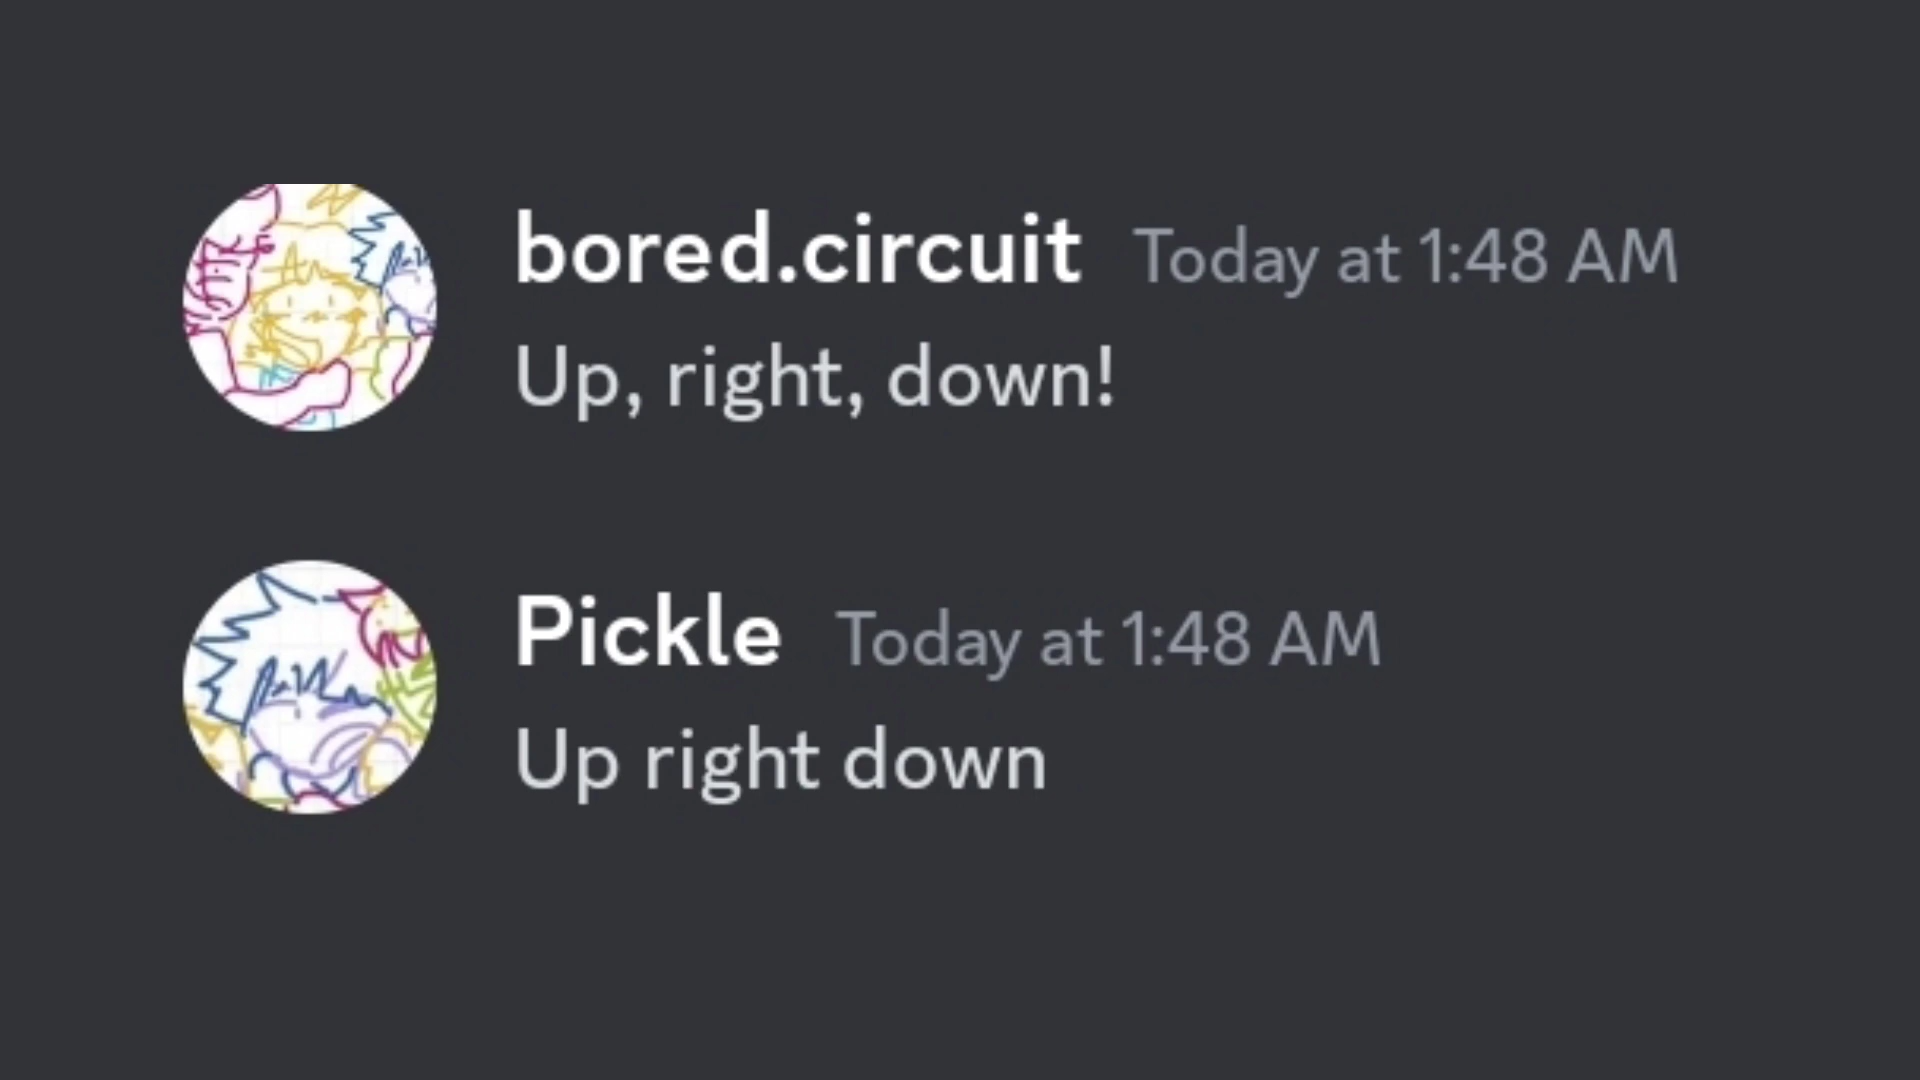 bored.circuit Today at 1:48 AM
Up, right, down!
Pickle Today at 1:48 AM
Up right down